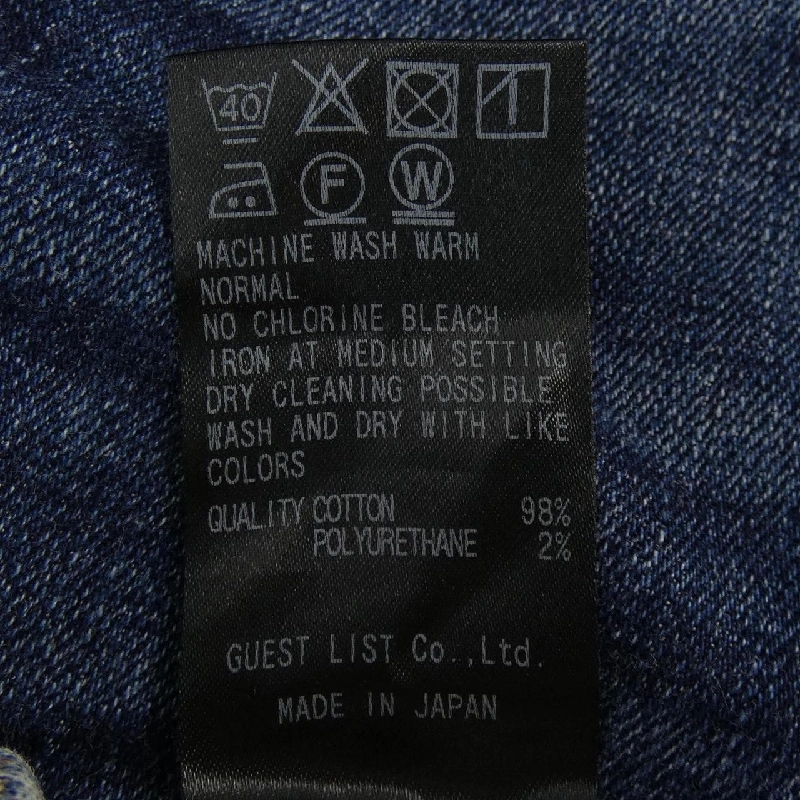 40
F W
MACHINE WASH WARM
NORMAL
NO CHLORINE BLEACH
IRON AT MEDIUM SETTING
DRY CLEANING POSSIBLE
WASH AND DRY WITH LIKE
COLORS
QUALITY COTTON 98%
POLYURETHANE 2%
GUEST LIST Co.,Ltd.
MADE IN JAPAN